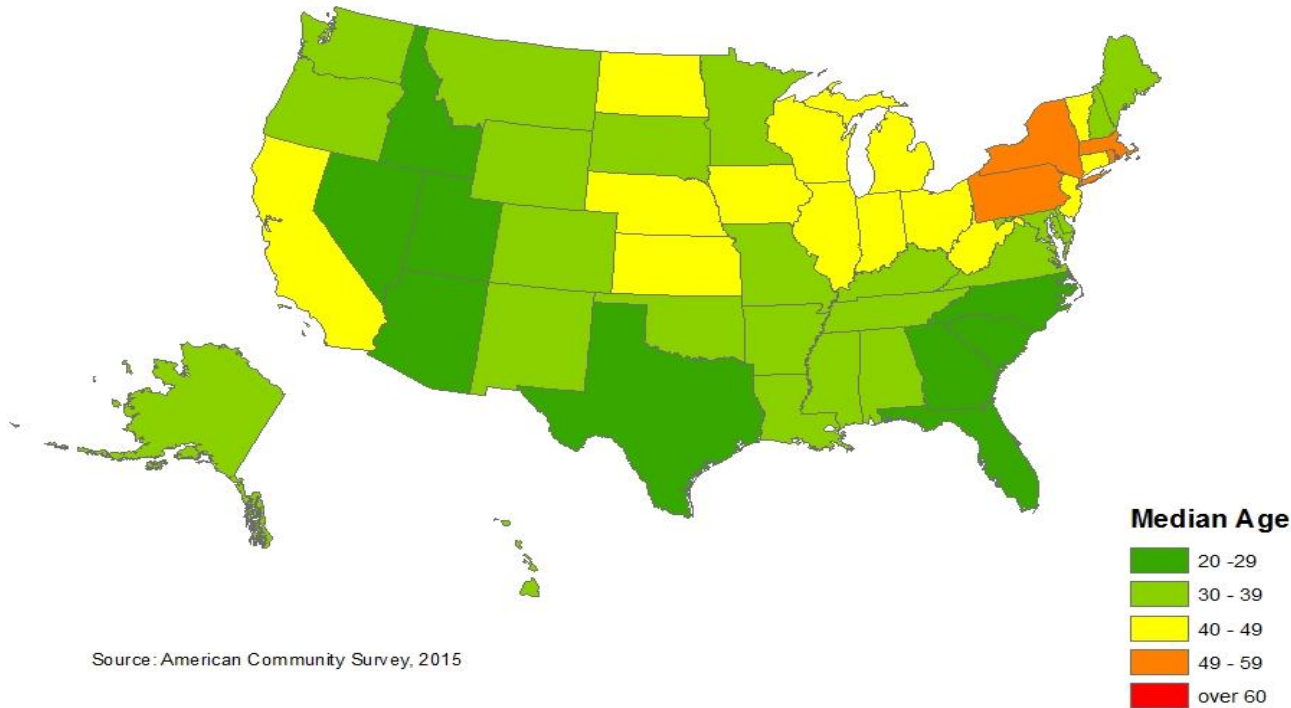 Median Age
20 -29
30 - 39
40 - 49
49 - 59
over 60
Source: American Community Survey, 2015